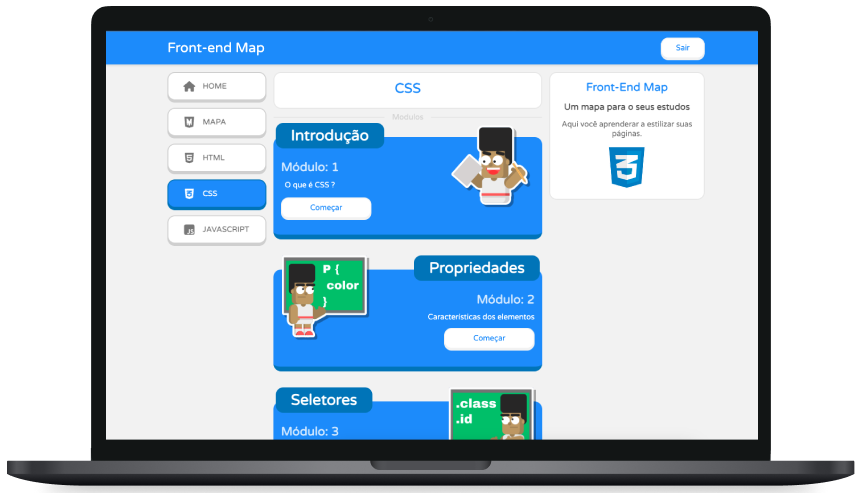 Front-end Map
Sair
HOME
MAPA
HTML
CSS
JAVASCRIPT
CSS
Modulos
Introdução
Módulo: 1
O que é CSS ?
Começar
P {
color
}
Propriedades
Módulo: 2
Caracteristicas dos elementos
Começar
Seletores
Módulo: 3
.class
.id
Front-End Map
Um mapa para o seus estudos
Aqui você aprenderar a estilizar suas
páginas.